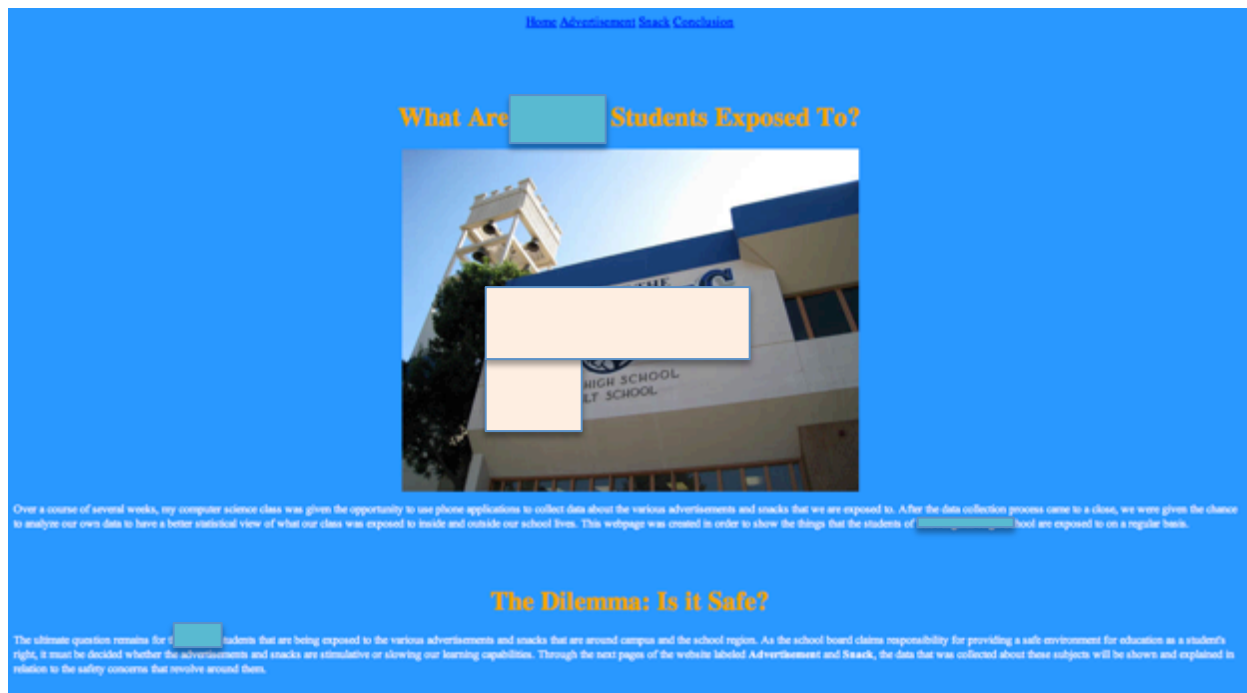 Home Advertisement Snack Conclusion
What Are Students Exposed To?
THE
HIGH SCHOOL
LT SCHOOL
Over a course of several weeks, my computer science class was given the opportunity to use phone applications to collect data about the various advertisements and snacks that we are exposed to. After the data collection process came to a close, we were given the chance
to analyze our own data to have a better statistical view of what our class was exposed to inside and outside our school lives. This webpage was created in order to show the things that the students of hool are exposed to on a regular basis.
The Dilemma: Is it Safe?
The ultimate question remains for t tudents that are being exposed to the various advertisements and snacks that are around campus and the school region. As the school board claims responsibility for providing a safe environment for education as a student's
right, it must be decided whether the advertisements and snacks are stimulative or slowing our learning capabilities. Through the next pages of the website labeled Advertisement and Snack, the data that was collected about these subjects will be shown and explained in
relation to the safety concerns that revolve around them.